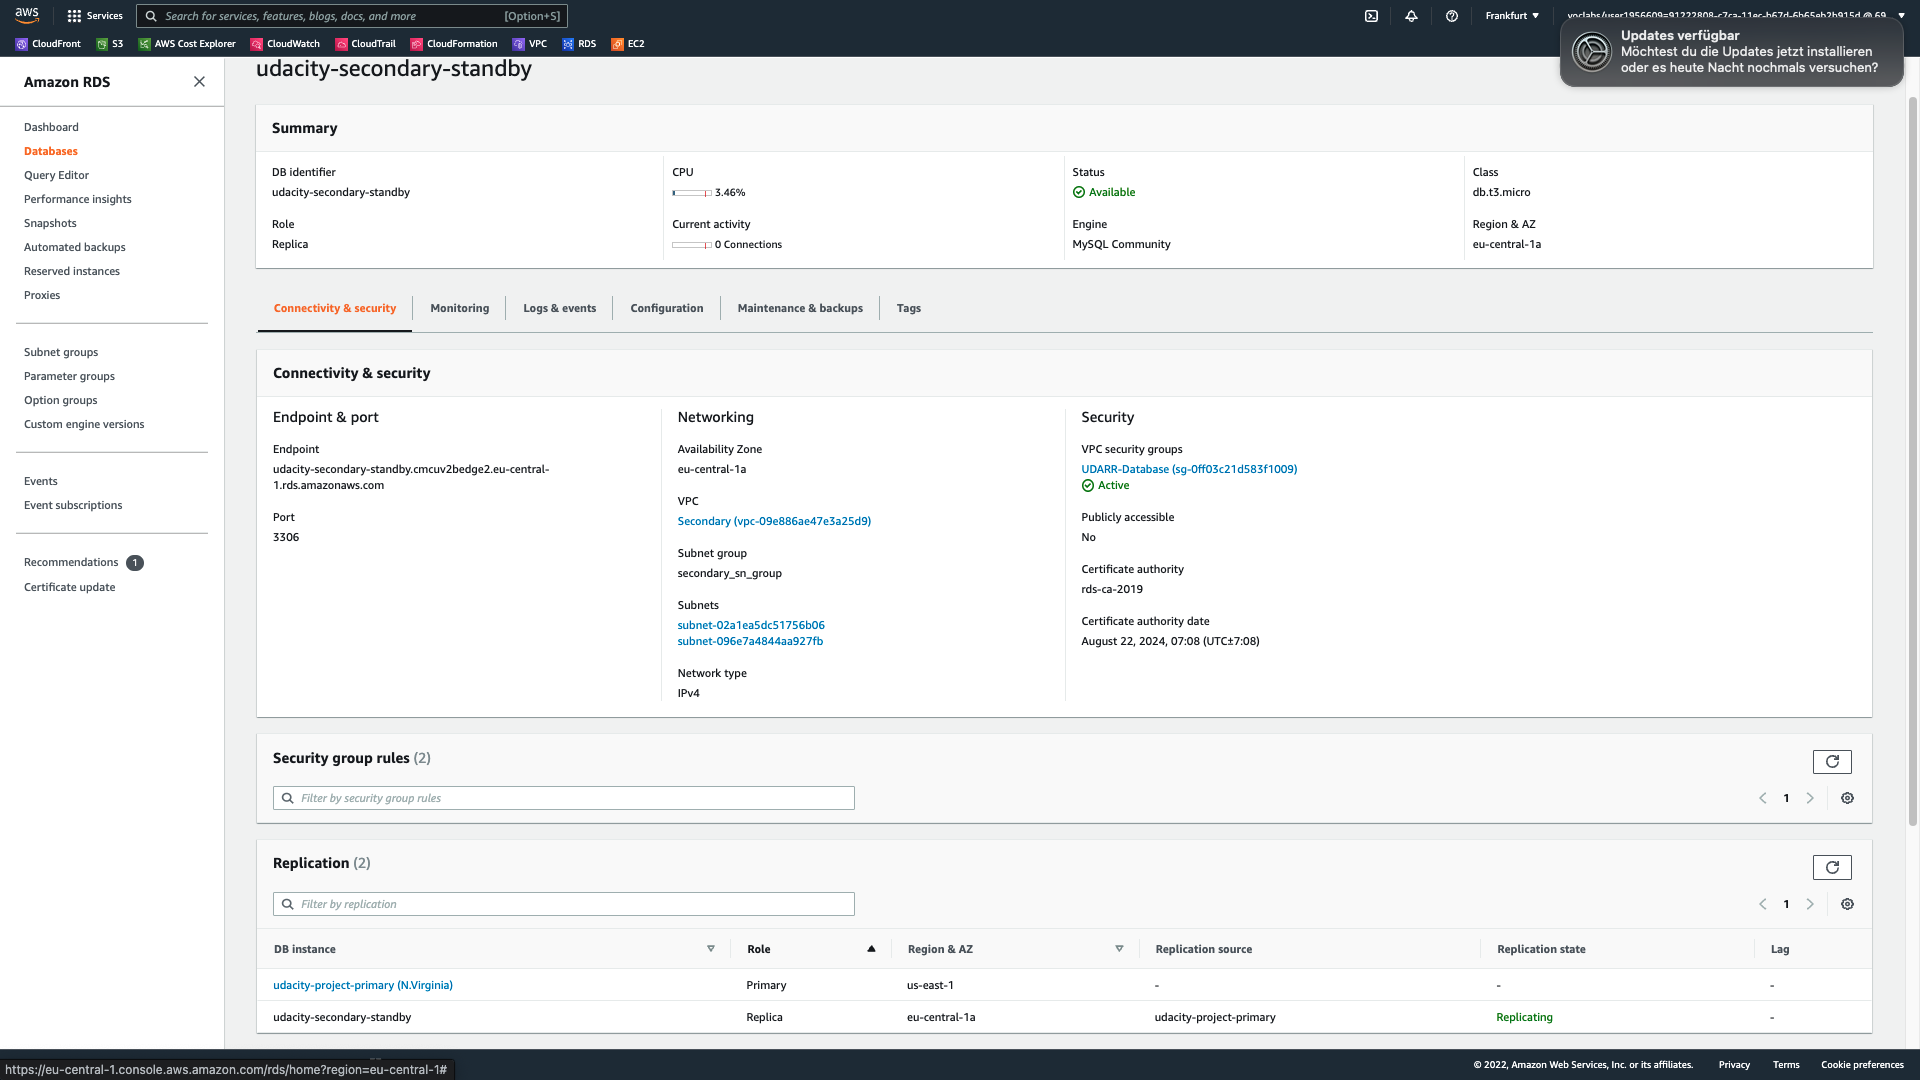 aws
Services
Search for services, features, blogs, docs, and more
[Option+S]
Frankfurt
CloudFront
S3
AWS Cost Explorer
CloudWatch
CloudTrail
CloudFormation
VPC
RDS
EC2
Updates verfügbar
Möchtest du die Updates jetzt installieren
oder es heute Nacht nochmals versuchen?
Amazon RDS
Dashboard
Databases
Query Editor
Performance insights
Snapshots
Automated backups
Reserved instances
Proxies
Subnet groups
Parameter groups
Option groups
Custom engine versions
Events
Event subscriptions
Recommendations 1
Certificate update
udacity-secondary-standby
Summary
DB identifier
udacity-secondary-standby
Role
Replica
CPU
3.46%
Current activity
0 Connections
Status
Available
Engine
MySQL Community
Class
db.t3.micro
Region & AZ
eu-central-1a
Connectivity & security
Monitoring
Logs & events
Configuration
Maintenance & backups
Tags
Connectivity & security
Endpoint & port
Endpoint
udacity-secondary-standby.cmcuv2bedge2.eu-central-
1.rds.amazonaws.com
Port
3306
Networking
Availability Zone
eu-central-1a
VPC
Secondary (vpc-09e886ae47e3a25d9)
Subnet group
secondary_sn_group
Subnets
subnet-02a1ea5dc51756b06
subnet-096e7a4844aa927fb
Network type
IPv4
Security
VPC security groups
UDARR-Database (sg-0ff03c21d583f1009)
Active
Publicly accessible
No
Certificate authority
rds-ca-2019
Certificate authority date
August 22, 2024, 07:08 (UTC±7:08)
Security group rules (2)
Filter by security group rules
1
Replication (2)
Filter by replication
1
DB instance Role Region & AZ Replication source Replication state Lag
udacity-project-primary (N.Virginia) Primary us-east-1 - - -
udacity-secondary-standby Replica eu-central-1a udacity-project-primary Replicating -
© 2022, Amazon Web Services, Inc. or its affiliates. Privacy Terms Cookie preferences
https://eu-central-1.console.aws.amazon.com/rds/home?region=eu-central-1#